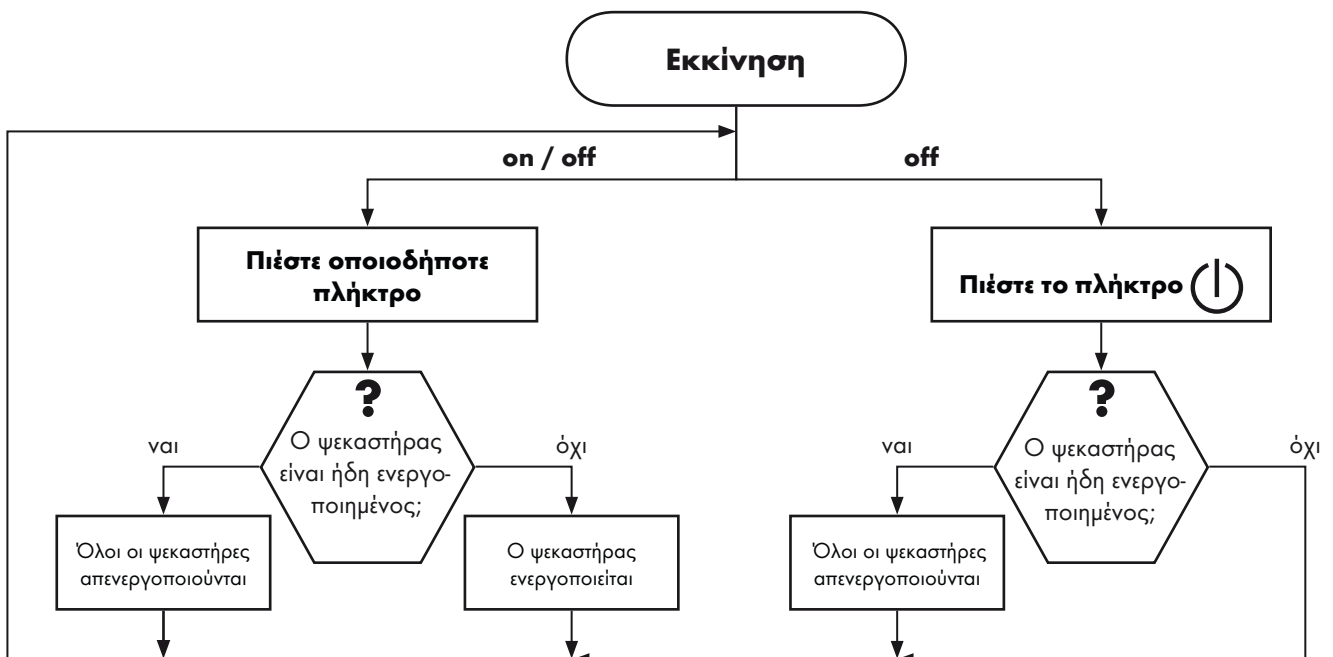 Εκκίνηση
on / off
off
Πιέστε οποιοδήποτε
πλήκτρο
Πιέστε το πλήκτρο
?
Ο ψεκαστήρας
είναι ήδη ενεργο-
ποιημένος;
ναι
όχι
Όλοι οι ψεκαστήρες
απενεργοποιούνται
Ο ψεκαστήρας
ενεργοποιείται
?
Ο ψεκαστήρας
είναι ήδη ενεργο-
ποιημένος;
ναι
όχι
Όλοι οι ψεκαστήρες
απενεργοποιούνται